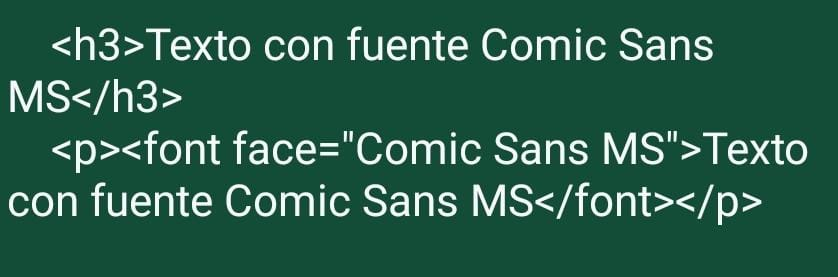 <h3>Texto con fuente Comic Sans
MS</h3>
<p><font face="Comic Sans MS">Texto
con fuente Comic Sans MS</font></p>